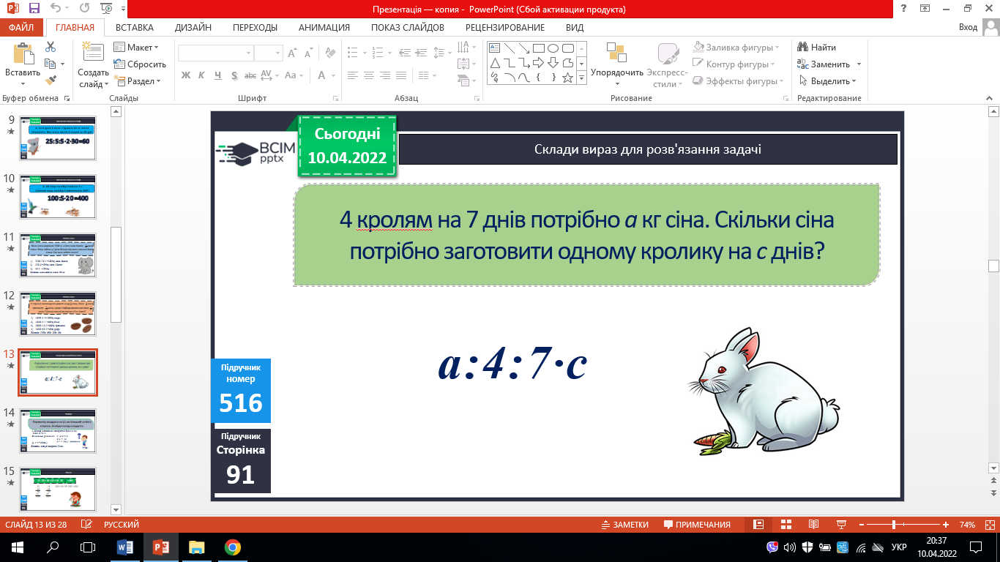 Презентація — копия - PowerPoint (Сбой активации продукта)
ФАЙЛ ГЛАВНАЯ ВСТАВКА ДИЗАЙН ПЕРЕХОДЫ АНИМАЦИЯ ПОКАЗ СЛАЙДОВ РЕЦЕНЗИРОВАНИЕ ВИД Вход
Вставить
Буфер обмена
Создать слайд
Макет
Сбросить
Раздел
Слайды
Ж К Ч S abc AV Aa A
Шрифт
Абзац
Рисование
Упорядочить
Экспресс-стили
Заливка фигуры
Контур фигуры
Эффекты фигуры
Найти
Заменить
Выделить
Редактирование
9
25:5:5·2·30=60
10
100:5·20=400
11
12
13
14
15
Сьогодні
10.04.2022
ВСІМ
pptx
Склади вираз для розв'язання задачі
4 кролям на 7 днів потрібно а кг сіна. Скільки сіна
потрібно заготовити одному кролику на с днів?
а:4:7·с
Підручник
номер
516
Підручник
Сторінка
91
СЛАЙД 13 ИЗ 28 РУССКИЙ ЗАМЕТКИ ПРИМЕЧАНИЯ 74%
УКР
20:37
10.04.2022